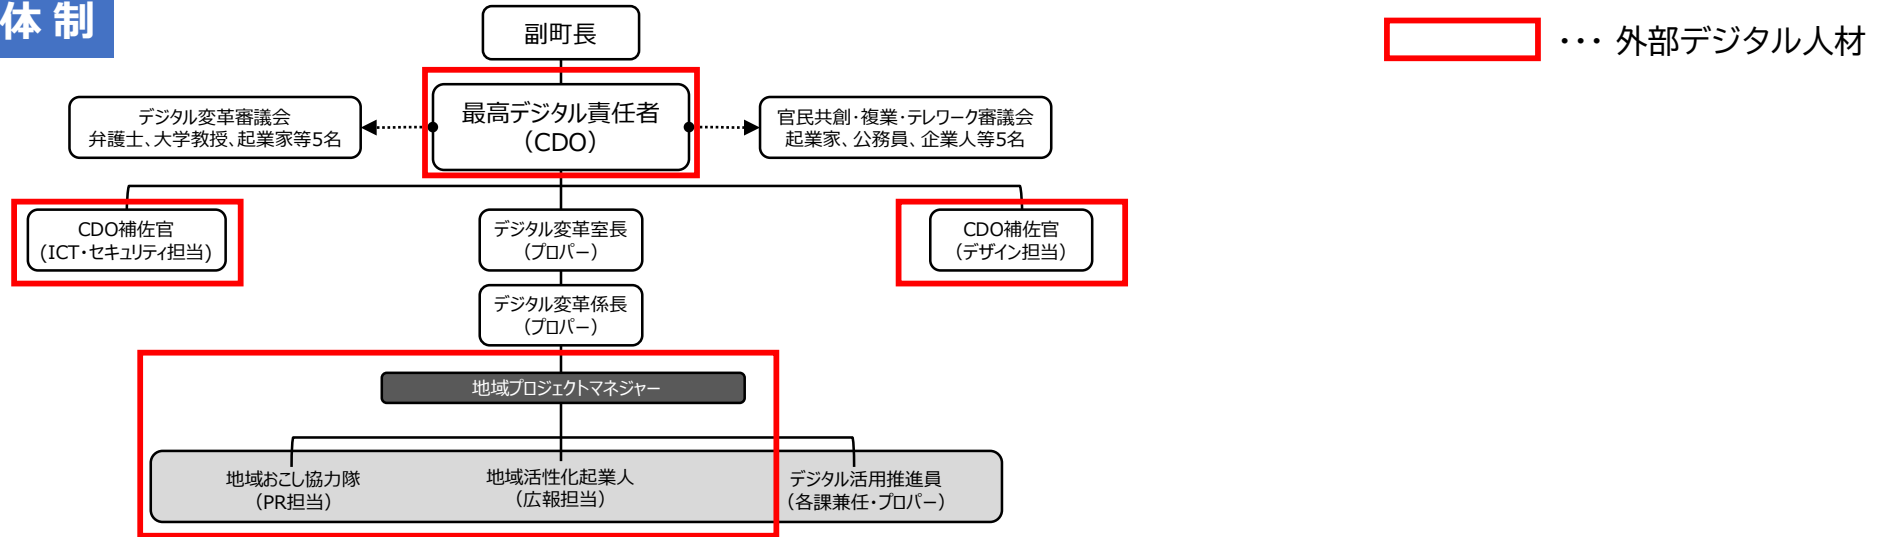 体 制
・・・ 外部デジタル人材
副町長
最高デジタル責任者
（CDO）
デジタル変革審議会
弁護士、大学教授、起業家等5名
官民共創・複業・テレワーク審議会
起業家、公務員、企業人等5名
CDO補佐官
(ICT・セキュリティ担当)
デジタル変革室長
（プロパー）
CDO補佐官
（デザイン担当）
デジタル変革係長
（プロパー）
地域プロジェクトマネジャー
地域おこし協力隊
（PR担当）
地域活性化起業人
（広報担当）
デジタル活用推進員
（各課兼任・プロパー）